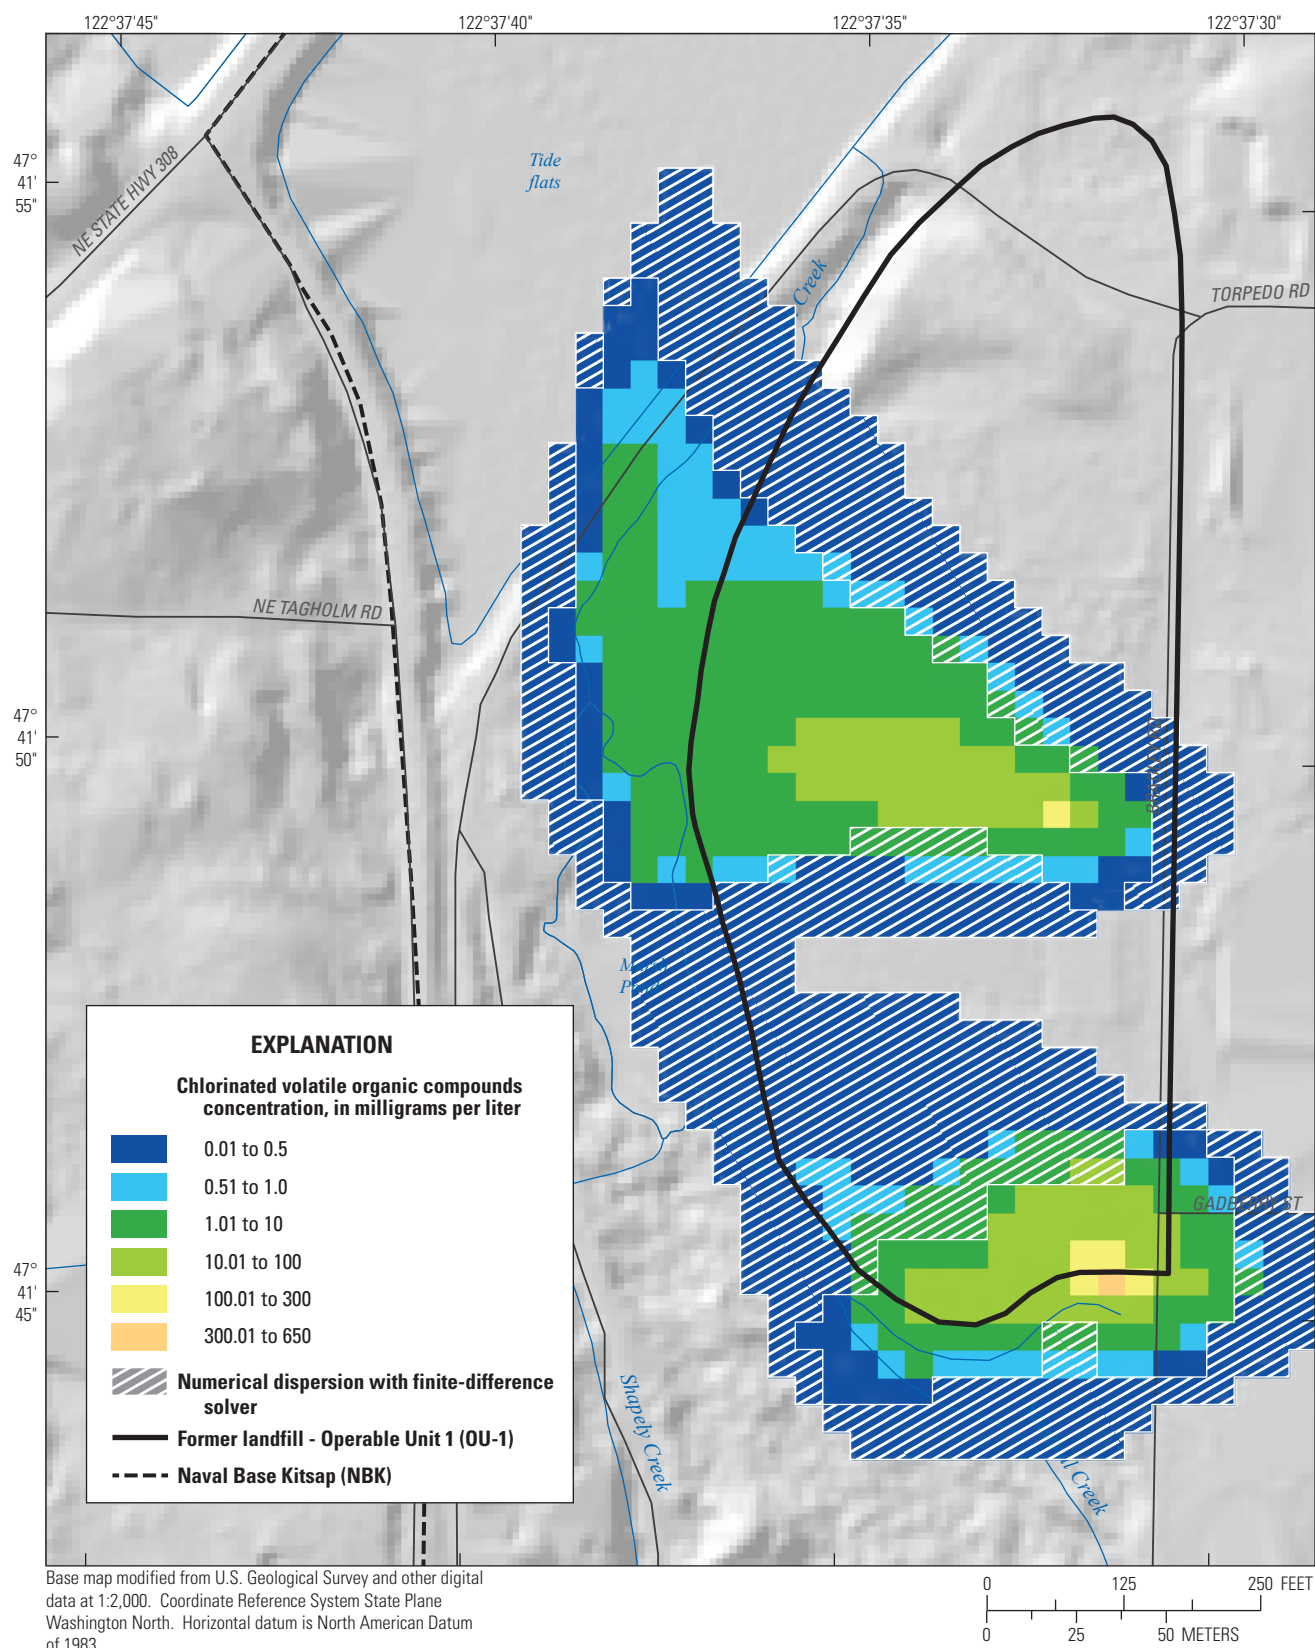 122°37'45"
122°37'40"
122°37'35"
122°37'30"
47°
41'
55"
NE STATE HWY 308
Tide
flats
Creek
TORPEDO RD
NE TAGHOLM RD
47°
41'
50"
Marsh
Pond
GADBERRY ST
47°
41'
45"
Shapely Creek
Creek
EXPLANATION
Chlorinated volatile organic compounds
concentration, in milligrams per liter
0.01 to 0.5
0.51 to 1.0
1.01 to 10
10.01 to 100
100.01 to 300
300.01 to 650
Numerical dispersion with finite-difference
solver
Former landfill - Operable Unit 1 (OU-1)
Naval Base Kitsap (NBK)
Base map modified from U.S. Geological Survey and other digital
data at 1:2,000. Coordinate Reference System State Plane
Washington North. Horizontal datum is North American Datum
of 1983
0 125 250 FEET
0 25 50 METERS